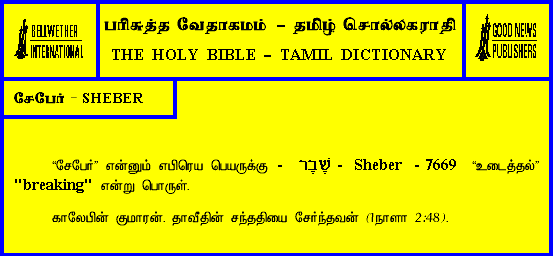 BELLWETHER
INTERNATIONAL
பரிசுத்த வேதாகமம் – தமிழ் சொல்லகராதி
THE HOLY BIBLE – TAMIL DICTIONARY
GOOD NEWS
PUBLISHERS
சேபேர் – SHEBER
“சேபேர்” என்னும் எபிரெய பெயருக்கு - שֶׁבֶר - Sheber - 7669 “உடைத்தல்”
"breaking" என்று பொருள்.
காலேபின் குமாரன். தாவீதின் சந்ததியை சேர்ந்தவன் (1நாளா 2:48).